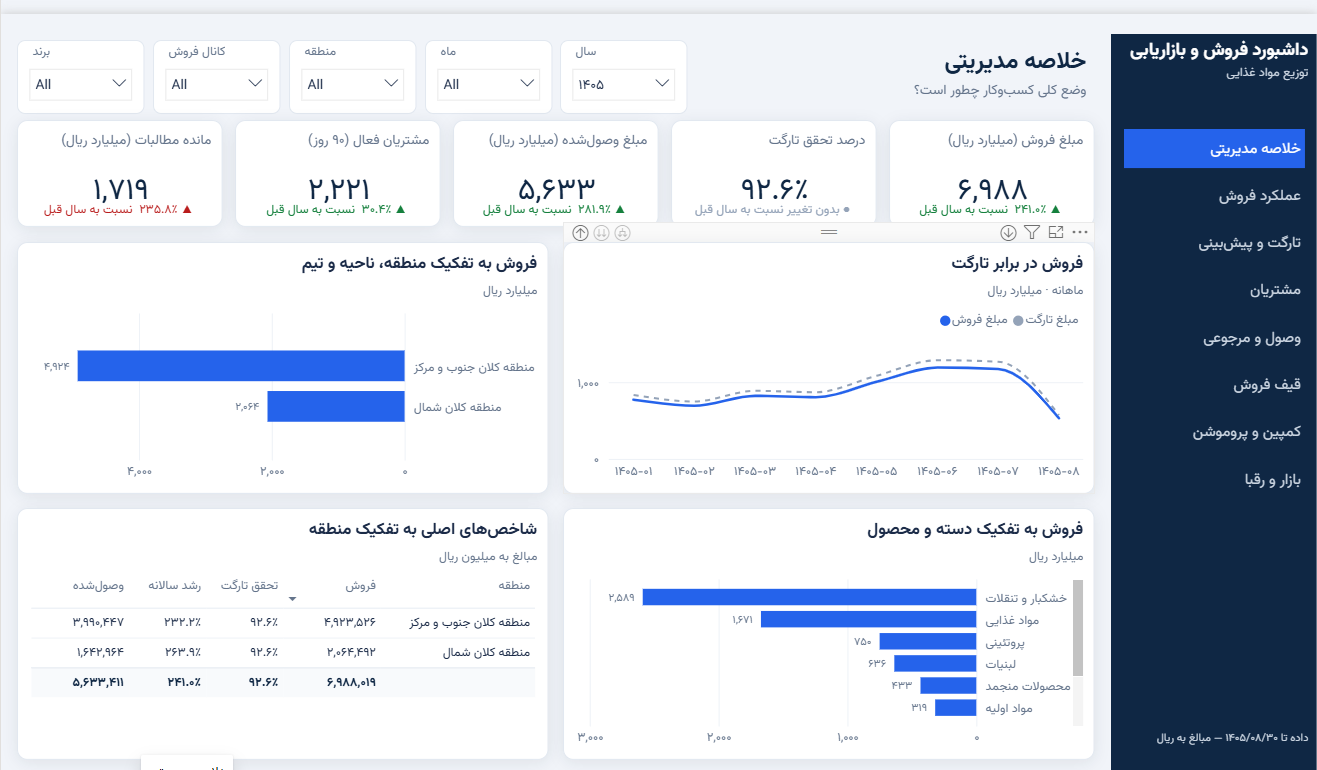 داشبورد فروش و بازاریابی
توزیع مواد غذایی
خلاصه مدیریتی
عملکرد فروش
تارگت و پیش‌بینی
مشتریان
وصول و مرجوعی
قیف فروش
کمپین و پروموشن
بازار و رقبا
داده تا ۱۴۰۵/۰۸/۳۰ – مبالغ به ریال
خلاصه مدیریتی
وضع کلی کسب‌وکار چطور است؟
سال
۱۴۰۵
ماه
All
منطقه
All
کانال فروش
All
برند
All
مبلغ فروش (میلیارد ریال)
۶,۹۸۸
▲ ۲۴۱.۰٪ نسبت به سال قبل
درصد تحقق تارگت
۹۲.۶٪
● بدون تغییر نسبت به سال قبل
مبلغ وصول‌شده (میلیارد ریال)
۵,۶۳۳
▲ ۲۸۱.۹٪ نسبت به سال قبل
مشتریان فعال (۹۰ روز)
۲,۲۲۱
▲ ۳۰.۴٪ نسبت به سال قبل
مانده مطالبات (میلیارد ریال)
۱,۷۱۹
▲ ۲۳۵.۸٪ نسبت به سال قبل
فروش در برابر تارگت
ماهانه · میلیارد ریال
مبلغ تارگت مبلغ فروش
۱,۰۰۰
۰
۱۴۰۵-۰۱ ۱۴۰۵-۰۲ ۱۴۰۵-۰۳ ۱۴۰۵-۰۴ ۱۴۰۵-۰۵ ۱۴۰۵-۰۶ ۱۴۰۵-۰۷ ۱۴۰۵-۰۸
فروش به تفکیک منطقه، ناحیه و تیم
میلیارد ریال
منطقه کلان جنوب و مرکز ۴,۹۲۴
منطقه کلان شمال ۲,۰۶۴
۰ ۲,۰۰۰ ۴,۰۰۰
فروش به تفکیک دسته و محصول
میلیارد ریال
خشکبار و تنقلات ۲,۵۸۹
مواد غذایی ۱,۶۷۱
پروتئینی ۷۵۰
لبنیات ۶۳۶
محصولات منجمد ۴۳۳
مواد اولیه ۳۱۹
۰ ۱,۰۰۰ ۲,۰۰۰ ۳,۰۰۰
شاخص‌های اصلی به تفکیک منطقه
مبالغ به میلیون ریال
منطقه فروش تحقق تارگت رشد سالانه وصول‌شده
منطقه کلان جنوب و مرکز ۴,۹۲۳,۵۲۶ ۹۲.۶٪ ۲۳۲.۲٪ ۳,۹۹۰,۴۴۷
منطقه کلان شمال ۲,۰۶۴,۴۹۲ ۹۲.۶٪ ۲۶۳.۹٪ ۱,۶۴۲,۹۶۴
۶,۹۸۸,۰۱۹ ۹۲.۶٪ ۲۴۱.۰٪ ۵,۶۳۳,۴۱۱